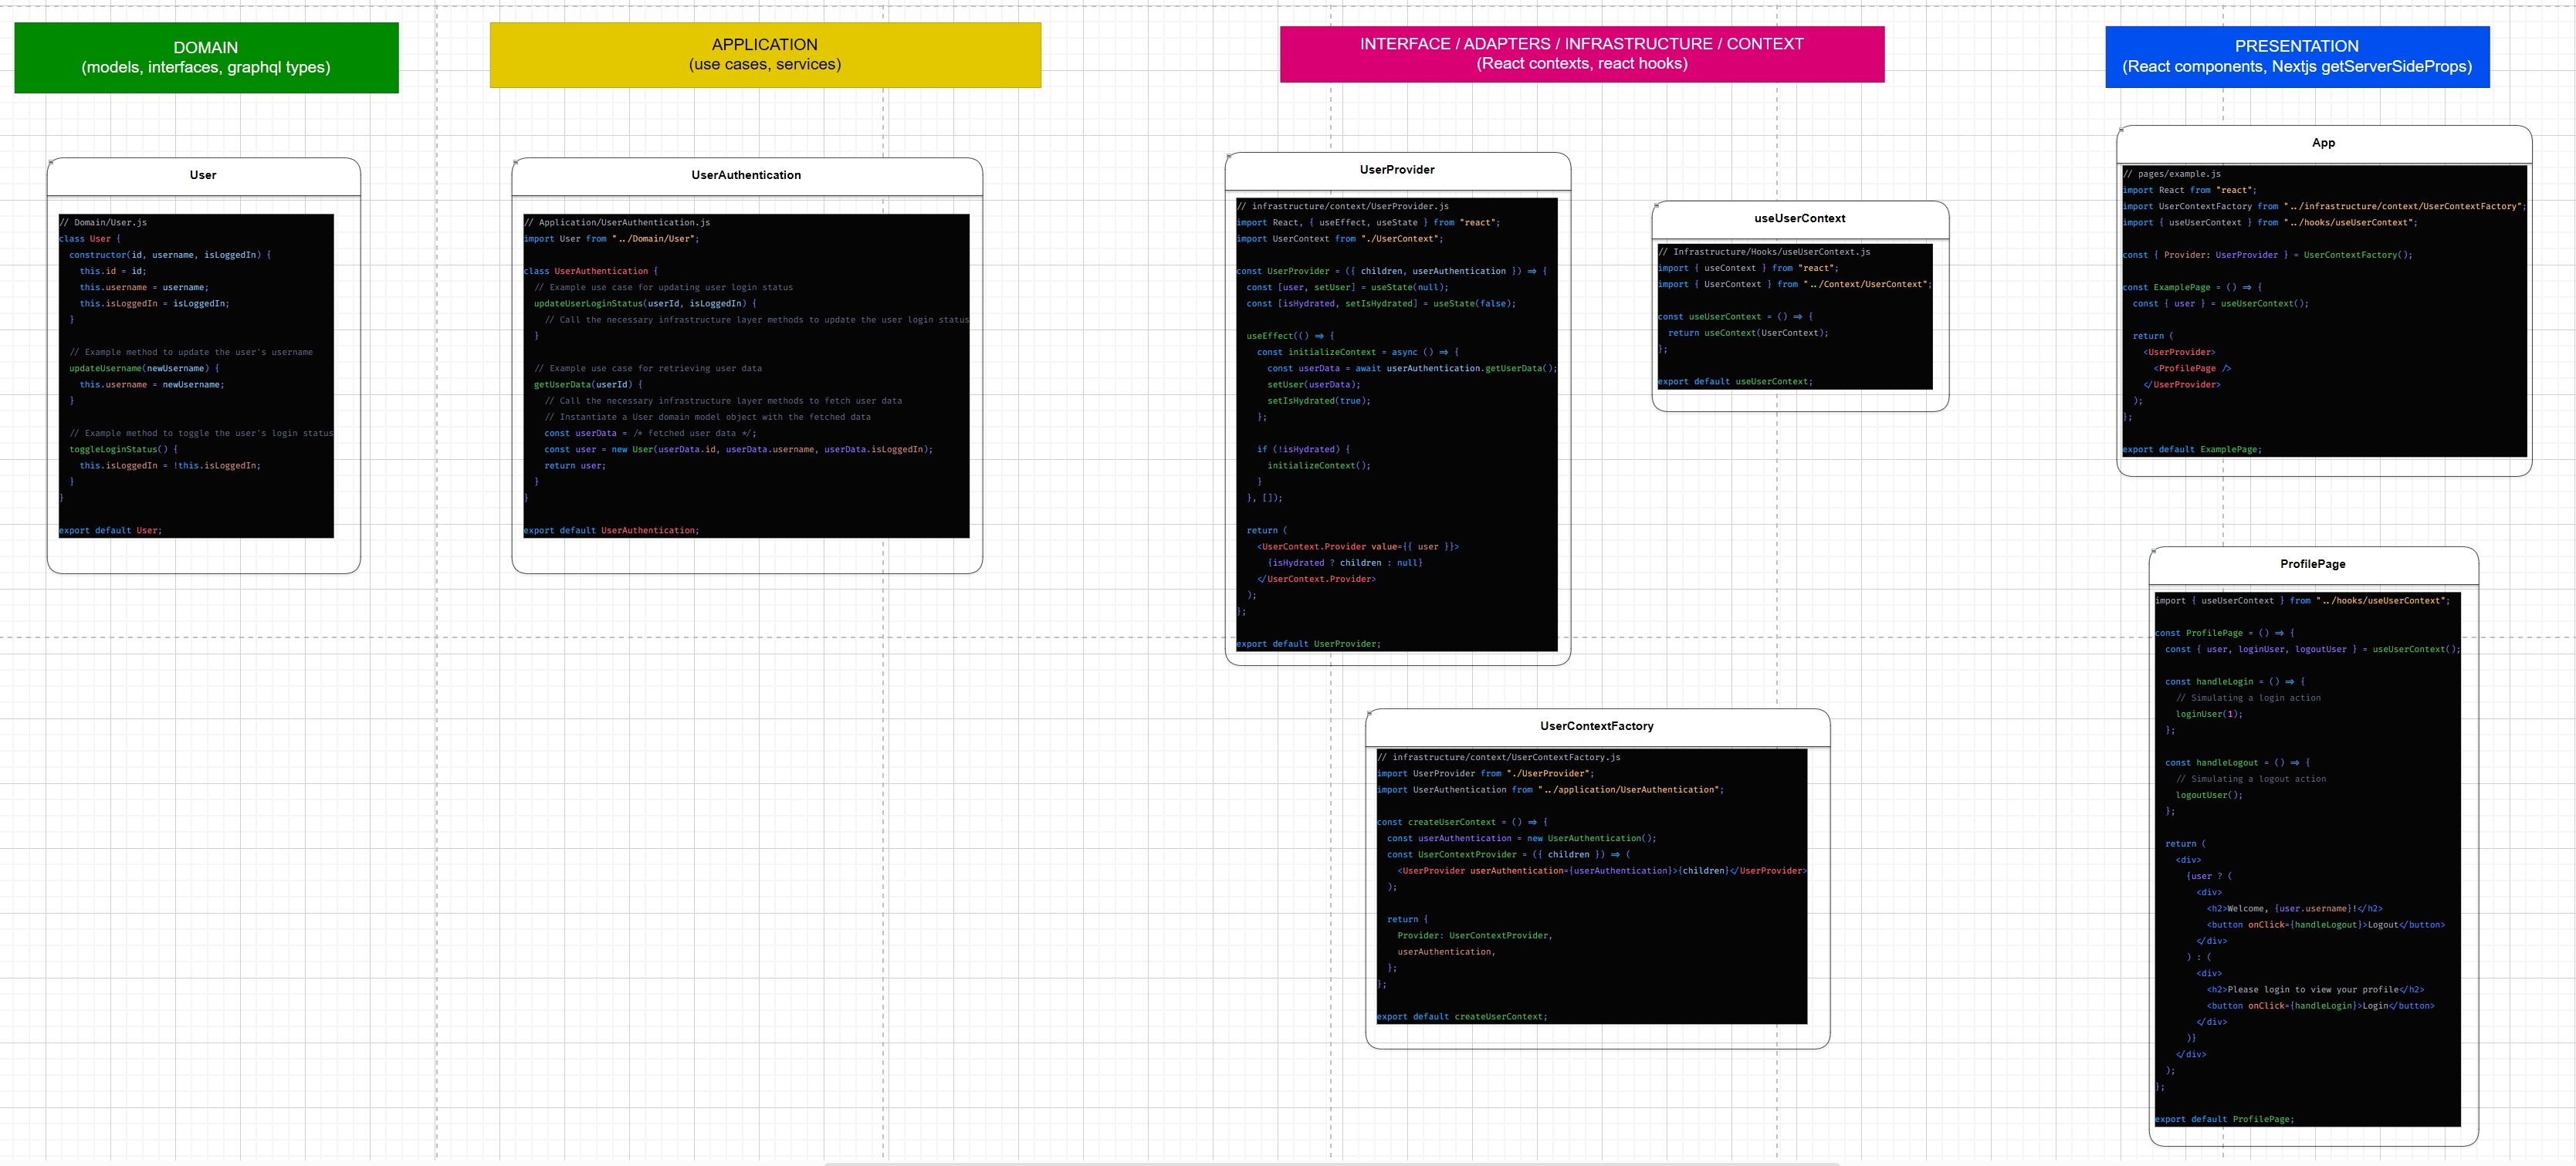 DOMAIN
(models, interfaces, graphql types)
APPLICATION
(use cases, services)
INTERFACE / ADAPTERS / INFRASTRUCTURE / CONTEXT
(React contexts, react hooks)
PRESENTATION
(React components, Nextjs getServerSideProps)
User
// Domain/User.js
class User {
constructor(id, username, isLoggedIn) {
this.id = id;
this.username = username;
this.isLoggedIn = isLoggedIn;
}
// Example method to update the user's username
updateUsername(newUsername) {
this.username = newUsername;
}
// Example method to toggle the user's login status
toggleLoginStatus() {
this.isLoggedIn = !this.isLoggedIn;
}
}
export default User;
UserAuthentication
// Application/UserAuthentication.js
import User from "../Domain/User";
class UserAuthentication {
// Example use case for updating user login status
updateUserLoginStatus(userId, isLoggedIn) {
// Call the necessary infrastructure layer methods to update the user login status
}
// Example use case for retrieving user data
getUserData(userId) {
// Call the necessary infrastructure layer methods to fetch user data
// Instantiate a User domain model object with the fetched data
const userData = /* fetched user data */;
const user = new User(userData.id, userData.username, userData.isLoggedIn);
return user;
}
}
export default UserAuthentication;
UserProvider
// infrastructure/context/UserProvider.js
import React, { useEffect, useState } from "react";
import UserContext from "./UserContext";
const UserProvider = ({ children, userAuthentication }) => {
const [user, setUser] = useState(null);
const [isHydrated, setIsHydrated] = useState(false);
useEffect(() => {
const initializeContext = async () => {
const userData = await userAuthentication.getUserData();
setUser(userData);
setIsHydrated(true);
};
if (!isHydrated) {
initializeContext();
}
}, []);
return (
<UserContext.Provider value={{ user }}>
{isHydrated ? children : null}
</UserContext.Provider>
);
};
export default UserProvider;
useUserContext
// Infrastructure/Hooks/useUserContext.js
import { useContext } from "react";
import { UserContext } from "../Context/UserContext";
const useUserContext = () => {
return useContext(UserContext);
};
export default useUserContext;
UserContextFactory
// infrastructure/context/UserContextFactory.js
import UserProvider from "./UserProvider";
import UserAuthentication from "../application/UserAuthentication";
const createUserContext = () => {
const userAuthentication = new UserAuthentication();
const UserContextProvider = ({ children }) => (
<UserProvider userAuthentication={userAuthentication}>{children}</UserProvider>
);
return {
Provider: UserContextProvider,
userAuthentication,
};
};
export default createUserContext;
App
// pages/example.js
import React from "react";
import UserContextFactory from "../infrastructure/context/UserContextFactory";
import { useUserContext } from "../hooks/useUserContext";
const { Provider: UserProvider } = UserContextFactory();
const ExamplePage = () => {
const { user } = useUserContext();
return (
<UserProvider>
<ProfilePage />
</UserProvider>
);
};
export default ExamplePage;
ProfilePage
import { useUserContext } from "../hooks/useUserContext";
const ProfilePage = () => {
const { user, loginUser, logoutUser } = useUserContext();
const handleLogin = () => {
// Simulating a login action
loginUser(1);
};
const handleLogout = () => {
// Simulating a logout action
logoutUser();
};
return (
<div>
{user ? (
<div>
<h2>Welcome, {user.username}!</h2>
<button onClick={handleLogout}>Logout</button>
</div>
) : (
<div>
<h2>Please login to view your profile</h2>
<button onClick={handleLogin}>Login</button>
</div>
)}
</div>
);
};
export default ProfilePage;